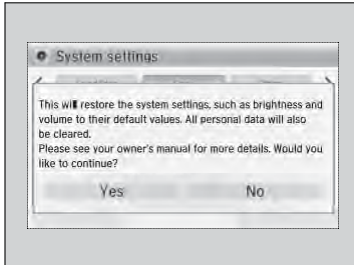 System settings
This will restore the system settings, such as brightness and
volume to their default values. All personal data will also
be cleared.
Please see your owner's manual for more details. Would you
like to continue?
Yes
No